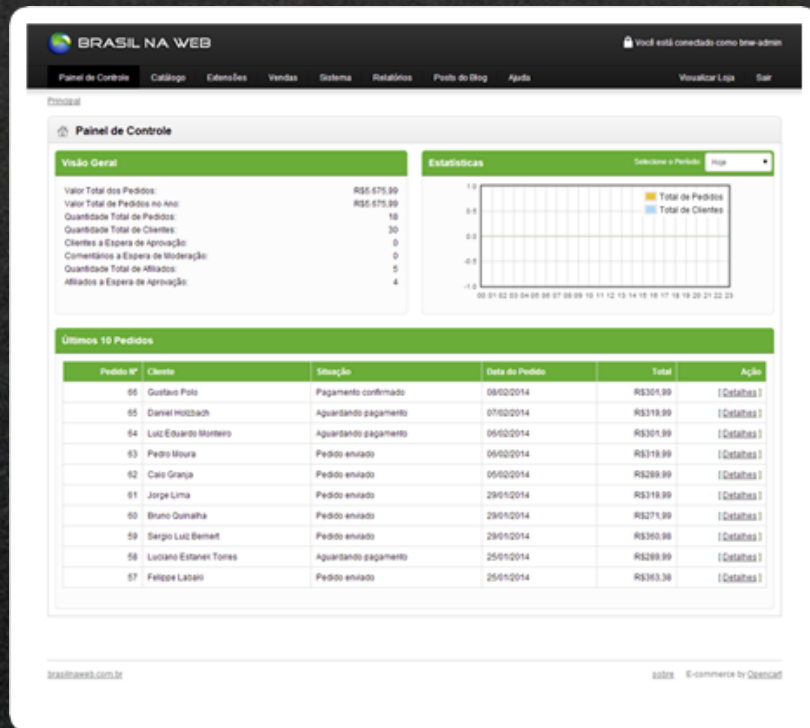 BRASIL NA WEB
Você está conectado como bnw-admin
Painel de Controle Catálogo Extensões Vendas Sistema Relatórios Posts do Blog Ajuda Visualizar Loja Sair
Principal
Painel de Controle
Visão Geral
Valor Total dos Pedidos: R$5.675,99
Valor Total de Pedidos no Ano: R$5.675,99
Quantidade Total de Pedidos: 18
Quantidade Total de Clientes: 30
Clientes a Espera de Aprovação: 0
Comentários a Espera de Moderação: 0
Quantidade Total de Afiliados: 5
Afiliados a Espera de Aprovação: 4
Estatísticas Selecione o Período: Hoje
Total de Pedidos
Total de Clientes
1.0
0.5
0.0
-0.5
-1.0
00 01 02 03 04 05 06 07 08 09 10 11 12 13 14 15 16 17 18 19 20 21 22 23
Últimos 10 Pedidos
Pedido Nº Cliente Situação Data do Pedido Total Ação
66 Gustavo Polo Pagamento confirmado 08/02/2014 R$301,99 [ Detalhes ]
65 Daniel Holzbach Aguardando pagamento 07/02/2014 R$319,99 [ Detalhes ]
64 Luiz Eduardo Monteiro Aguardando pagamento 06/02/2014 R$301,99 [ Detalhes ]
63 Pedro Moura Pedido enviado 06/02/2014 R$319,99 [ Detalhes ]
62 Caio Granja Pedido enviado 05/02/2014 R$289,99 [ Detalhes ]
61 Jorge Lima Pedido enviado 29/01/2014 R$319,99 [ Detalhes ]
60 Bruno Quinalha Pedido enviado 29/01/2014 R$271,99 [ Detalhes ]
59 Sergio Luiz Bernert Pedido enviado 29/01/2014 R$360,98 [ Detalhes ]
58 Luciano Estanex Torres Aguardando pagamento 25/01/2014 R$289,99 [ Detalhes ]
57 Felippe Labaki Pedido enviado 25/01/2014 R$363,38 [ Detalhes ]
brasilnaweb.com.br
sobre E-commerce by Opencart